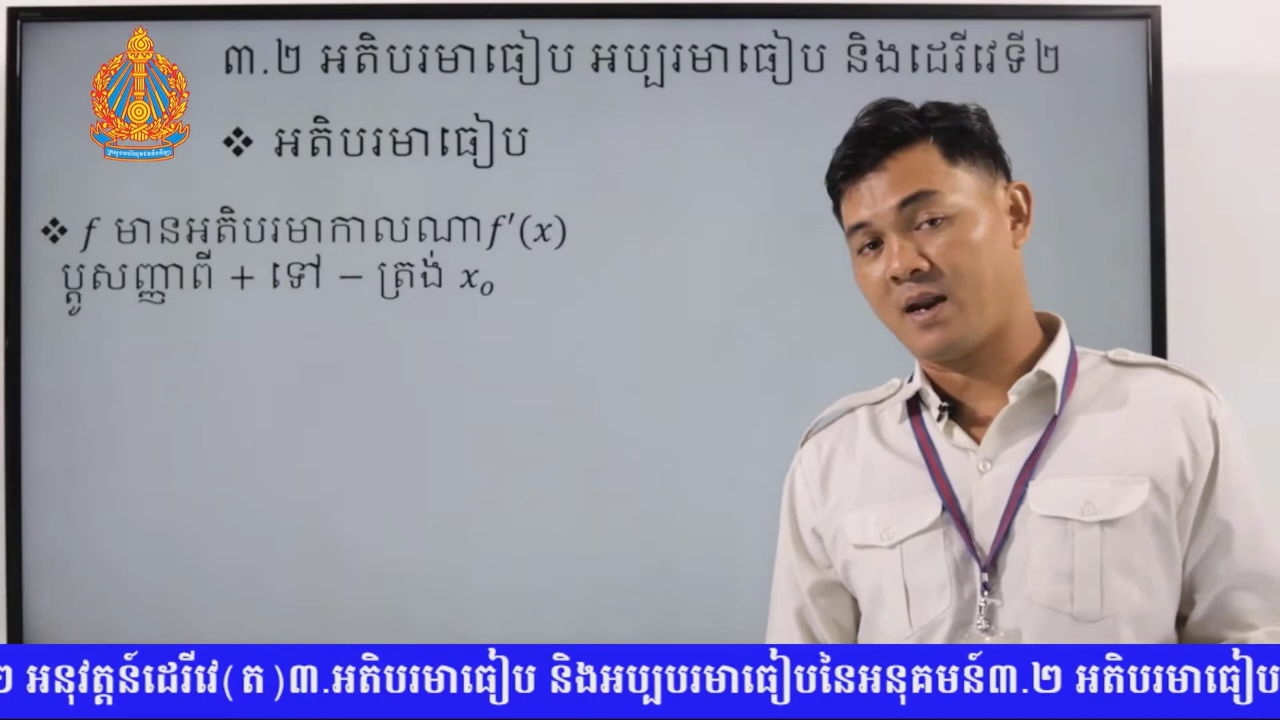 ៣.២ អតិបរមាធៀប អប្បរមាធៀប និងដេរីវេទី២
❖ អតិបរមាធៀប
❖ f មានអតិបរមាកាលណា f′(x)
ប្តូរសញ្ញាពី + ទៅ − ត្រង់ x₀
២ អនុវត្តន៍ដេរីវេ(ត)៣.អតិបរមាធៀប និងអប្បបរមាធៀបនៃអនុគមន៍៣.២ អតិបរមាធៀប